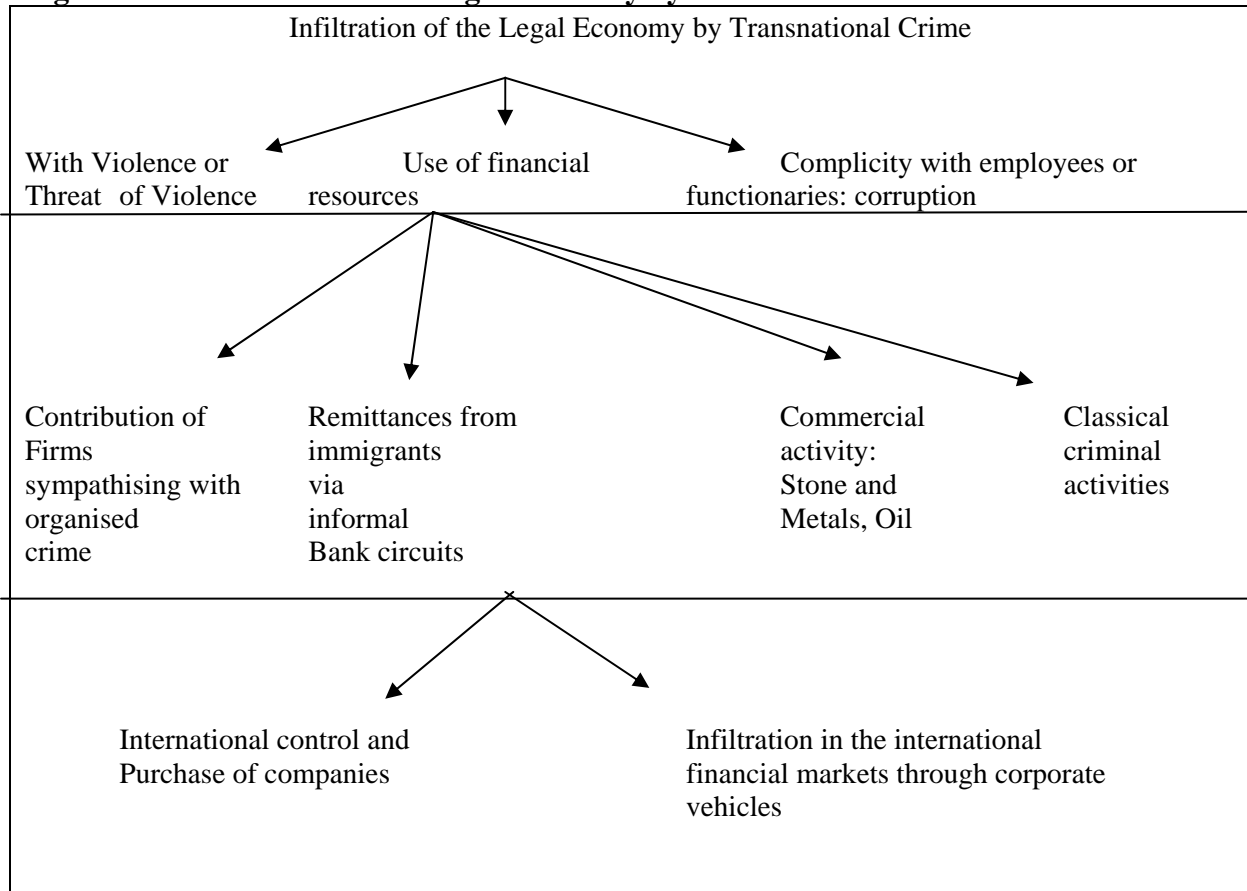 Infiltration of the Legal Economy by Transnational Crime
With Violence or
Threat of Violence
Use of financial
resources
Complicity with employees or
functionaries: corruption
Contribution of
Firms
sympathising with
organised
crime
Remittances from
immigrants
via
informal
Bank circuits
Commercial
activity:
Stone and
Metals, Oil
Classical
criminal
activities
International control and
Purchase of companies
Infiltration in the international
financial markets through corporate
vehicles